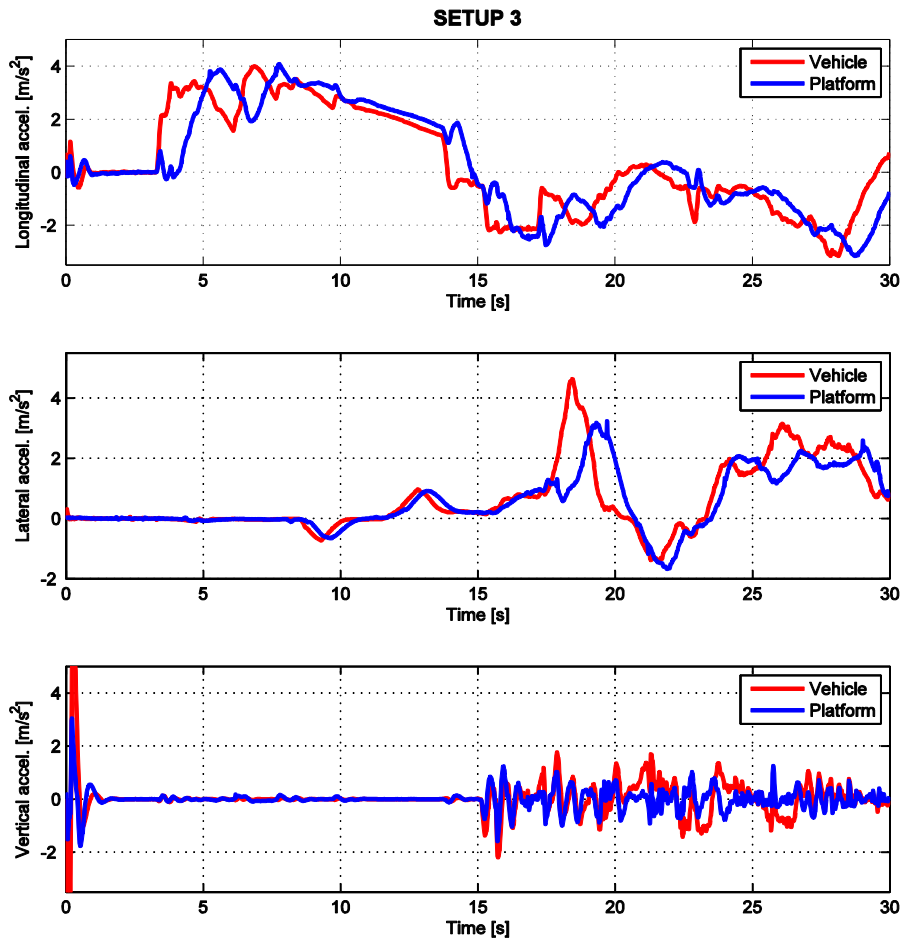 SETUP 3
Longitudinal accel. [m/s²]
4
2
0
-2
Vehicle
Platform
0 5 10 15 20 25 30
Time [s]
Lateral accel. [m/s²]
4
2
0
-2
Vehicle
Platform
0 5 10 15 20 25 30
Time [s]
Vertical accel. [m/s²]
4
2
0
-2
Vehicle
Platform
0 5 10 15 20 25 30
Time [s]